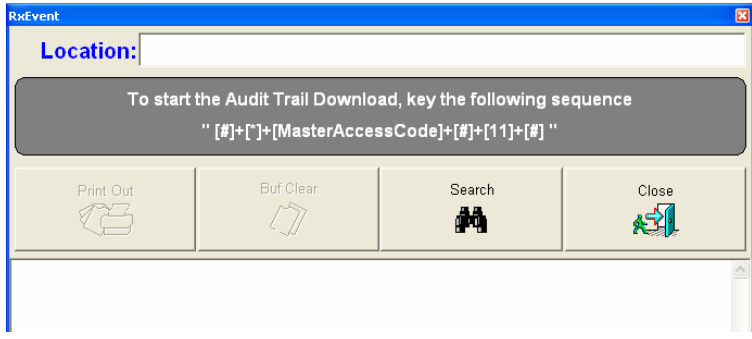 RxEvent
Location:
To start the Audit Trail Download, key the following sequence
" [#]+[*]+[MasterAccessCode]+[#]+[11]+[#] "
Print Out
Buf Clear
Search
Close